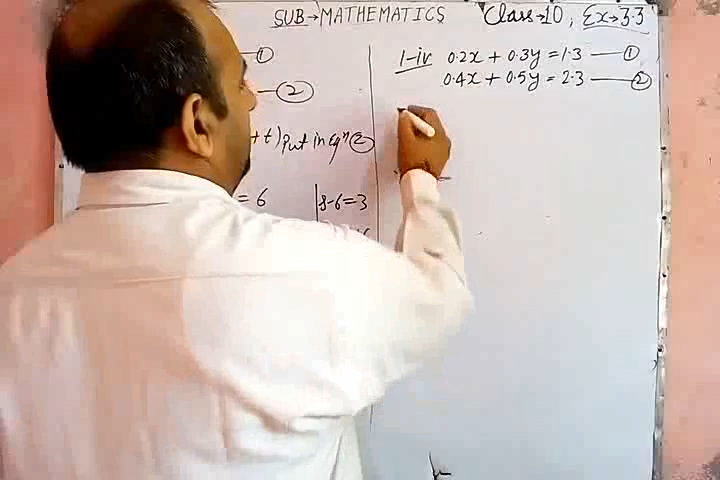 SUB→MATHEMATICS Class→10, Ex→3.3
①
②
+t) Put in eqⁿ ②
= 6
8-6=3
1-iv 0.2x + 0.3y = 1.3 — ①
0.4x + 0.5y = 2.3 — ②